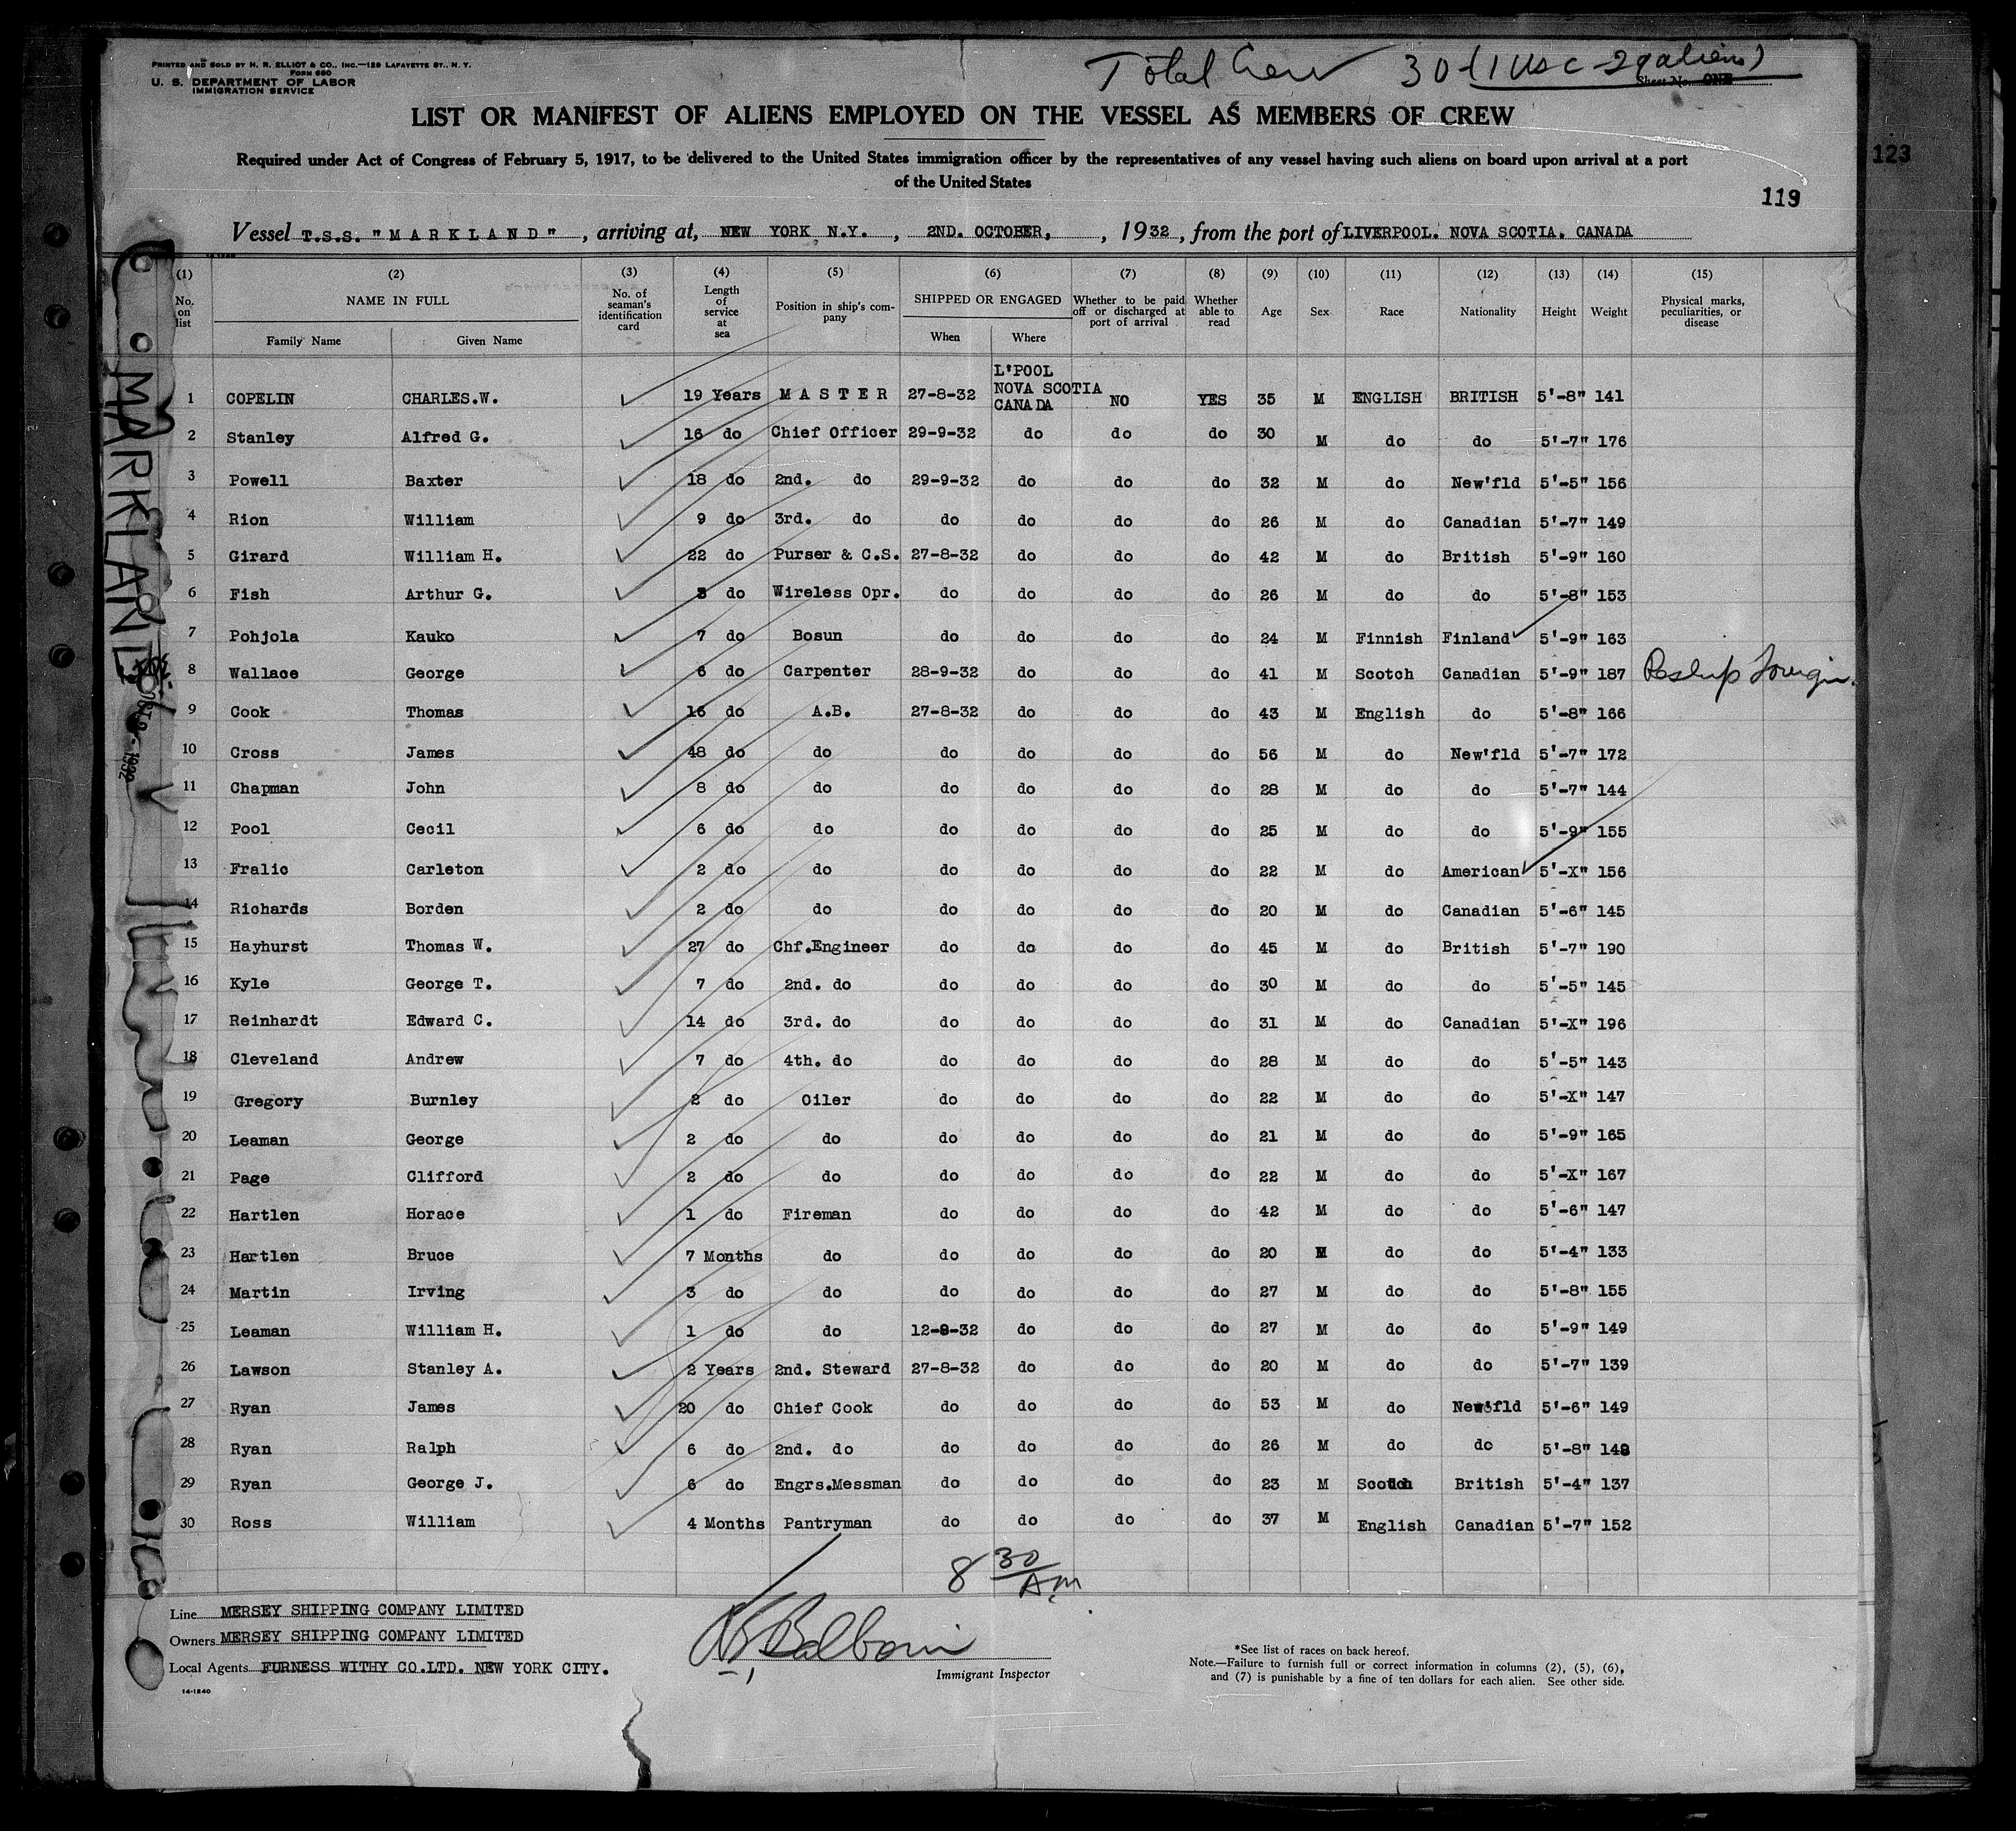 PRINTED AND SOLD BY H. R. ELLIOT & CO., INC.—129 LAFAYETTE ST., N. Y.
FORM 680
U. S. DEPARTMENT OF LABOR
IMMIGRATION SERVICE
Total Crew 30 (1 USC - 29 aliens)
Sheet No. ONE
LIST OR MANIFEST OF ALIENS EMPLOYED ON THE VESSEL AS MEMBERS OF CREW
Required under Act of Congress of February 5, 1917, to be delivered to the United States immigration officer by the representatives of any vessel having such aliens on board upon arrival at a port
of the United States
123
119
Vessel T.S.S. "MARKLAND", arriving at, NEW YORK N.Y., 2ND. OCTOBER, 1932, from the port of LIVERPOOL. NOVA SCOTIA. CANADA
(1) (2) (3) (4) (5) (6) (7) (8) (9) (10) (11) (12) (13) (14) (15)
No. on list NAME IN FULL Family Name Given Name No. of seaman's identification card Length of service at sea Position in ship's company SHIPPED OR ENGAGED When Where Whether to be paid off or discharged at port of arrival Whether able to read Age Sex Race Nationality Height Weight Physical marks, peculiarities, or disease
1 COPELIN CHARLES.W. 19 Years MASTER 27-8-32 L'POOL NOVA SCOTIA CANADA NO YES 35 M ENGLISH BRITISH 5'-8" 141
2 Stanley Alfred G. 16 do Chief Officer 29-9-32 do do do 30 M do do 5'-7" 176
3 Powell Baxter 18 do 2nd. do 29-9-32 do do do 32 M do New'fld 5'-5" 156
4 Rion William 9 do 3rd. do do do do do 26 M do Canadian 5'-7" 149
5 Girard William H. 22 do Purser & C.S. 27-8-32 do do do 42 M do British 5'-9" 160
6 Fish Arthur G. 3 do Wireless Opr. do do do do 26 M do do 5'-8" 153
7 Pohjola Kauko 7 do Bosun do do do do 24 M Finnish Finland 5'-9" 163
8 Wallace George 6 do Carpenter 28-9-32 do do do 41 M Scotch Canadian 5'-9" 187
9 Cook Thomas 16 do A.B. 27-8-32 do do do 43 M English do 5'-8" 166
10 Cross James 48 do do do do do do 56 M do New'fld 5'-7" 172
11 Chapman John 8 do do do do do do 28 M do do 5'-7" 144
12 Pool Cecil 6 do do do do do do 25 M do do 5'-9" 155
13 Fralic Carleton 2 do do do do do do 22 M do American 5'-X" 156
14 Richards Borden 2 do do do do do do 20 M do Canadian 5'-6" 145
15 Hayhurst Thomas W. 27 do Chf.Engineer do do do do 45 M do British 5'-7" 190
16 Kyle George T. 7 do 2nd. do do do do do 30 M do do 5'-5" 145
17 Reinhardt Edward C. 14 do 3rd. do do do do do 31 M do Canadian 5'-X" 196
18 Cleveland Andrew 7 do 4th. do do do do do 28 M do do 5'-5" 143
19 Gregory Burnley 2 do Oiler do do do do 22 M do do 5'-X" 147
20 Leaman George 2 do do do do do do 21 M do do 5'-9" 165
21 Page Clifford 2 do do do do do do 22 M do do 5'-X" 167
22 Hartlen Horace 1 do Fireman do do do do 42 M do do 5'-6" 147
23 Hartlen Bruce 7 Months do do do do do 20 M do do 5'-4" 133
24 Martin Irving 3 do do do do do do 27 M do do 5'-8" 155
25 Leaman William H. 1 do do 12-9-32 do do do 27 M do do 5'-9" 149
26 Lawson Stanley A. 2 Years 2nd. Steward 27-8-32 do do do 20 M do do 5'-7" 139
27 Ryan James 20 do Chief Cook do do do do 53 M do New'fld 5'-6" 149
28 Ryan Ralph 6 do 2nd. do do do do do 26 M do do 5'-8" 148
29 Ryan George J. 6 do Engrs.Messman do do do do 23 M Scotch British 5'-4" 137
30 Ross William 4 Months Pantryman do do do do 37 M English Canadian 5'-7" 152
8 30/AM
MARKLAND
Line MERSEY SHIPPING COMPANY LIMITED
Owners MERSEY SHIPPING COMPANY LIMITED
Local Agents FURNESS WITHY CO.LTD. NEW YORK CITY.
14-1240
Immigrant Inspector
*See list of races on back hereof.
Note.—Failure to furnish full or correct information in columns (2), (5), (6),
and (7) is punishable by a fine of ten dollars for each alien. See other side.